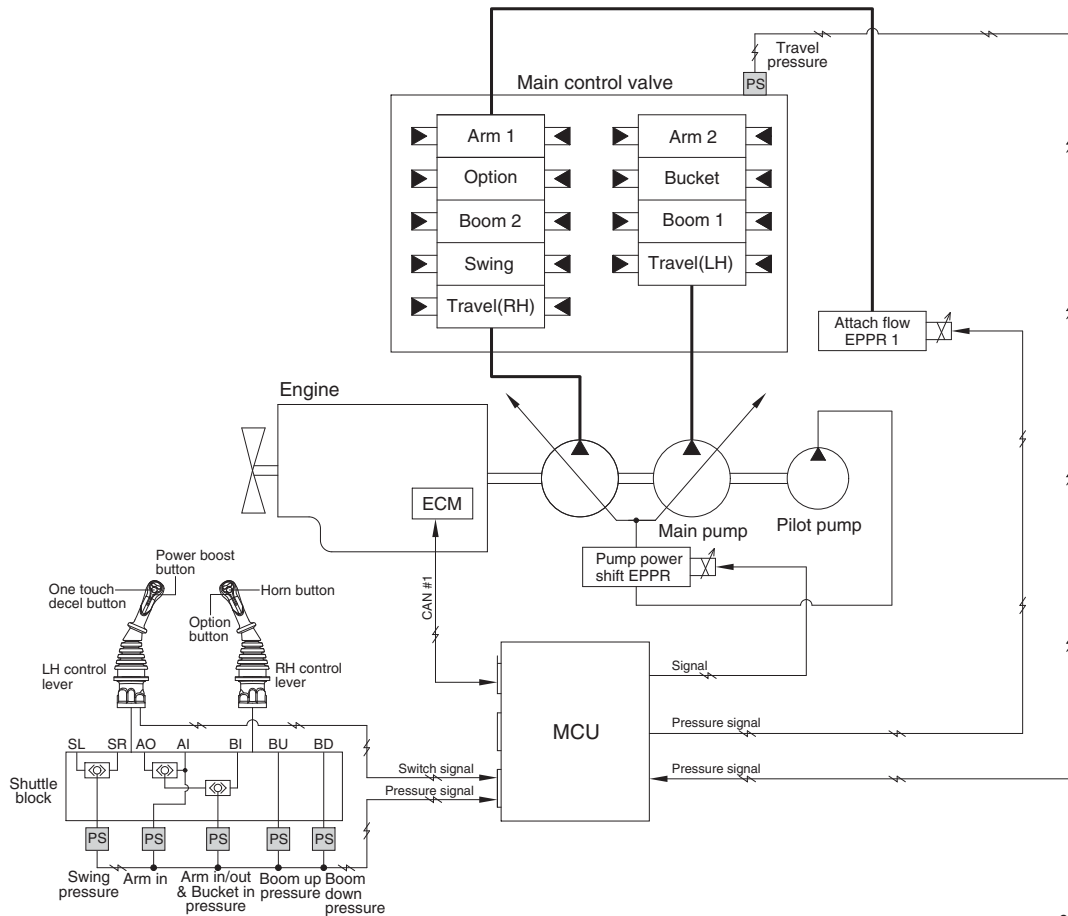 Travel
pressure
PS
Main control valve
Arm 1
Option
Boom 2
Swing
Travel(RH)
Arm 2
Bucket
Boom 1
Travel(LH)
Attach flow
EPPR 1
Engine
ECM
Main pump
Pilot pump
Pump power
shift EPPR
CAN #1
Power boost
button
One touch
decel button
Horn button
Option
button
LH control
lever
RH control
lever
MCU
Signal
Pressure signal
Pressure signal
Switch signal
Pressure signal
SL
SR
AO
AI
BI
BU
BD
Shuttle
block
PS
PS
PS
PS
PS
Swing
pressure
Arm in
Arm in/out
& Bucket in
pressure
Boom up
pressure
Boom
down
pressure